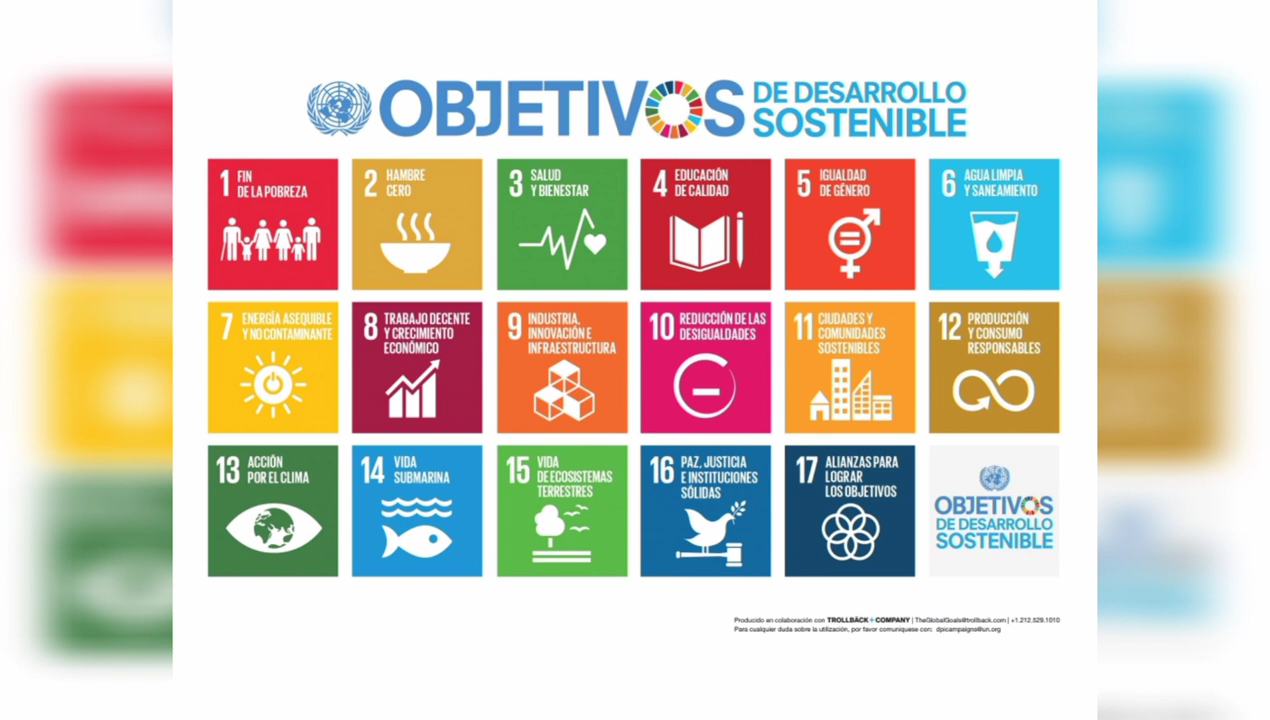 OBJETIVOS DE DESARROLLO
SOSTENIBLE
1 FIN
DE LA POBREZA
2 HAMBRE
CERO
3 SALUD
Y BIENESTAR
4 EDUCACIÓN
DE CALIDAD
5 IGUALDAD
DE GÉNERO
6 AGUA LIMPIA
Y SANEAMIENTO
7 ENERGÍA ASEQUIBLE
Y NO CONTAMINANTE
8 TRABAJO DECENTE
Y CRECIMIENTO
ECONÓMICO
9 INDUSTRIA,
INNOVACIÓN E
INFRAESTRUCTURA
10 REDUCCIÓN DE LAS
DESIGUALDADES
11 CIUDADES Y
COMUNIDADES
SOSTENIBLES
12 PRODUCCIÓN
Y CONSUMO
RESPONSABLES
13 ACCIÓN
POR EL CLIMA
14 VIDA
SUBMARINA
15 VIDA
DE ECOSISTEMAS
TERRESTRES
16 PAZ, JUSTICIA
E INSTITUCIONES
SÓLIDAS
17 ALIANZAS PARA
LOGRAR
LOS OBJETIVOS
OBJETIVOS
DE DESARROLLO
SOSTENIBLE
Producido en colaboración con TROLLBÄCK + COMPANY | TheGlobalGoals@trollback.com | +1.212.529.1010
Para cualquier duda sobre la utilización, por favor comuniquese con: dpicampaigns@un.org